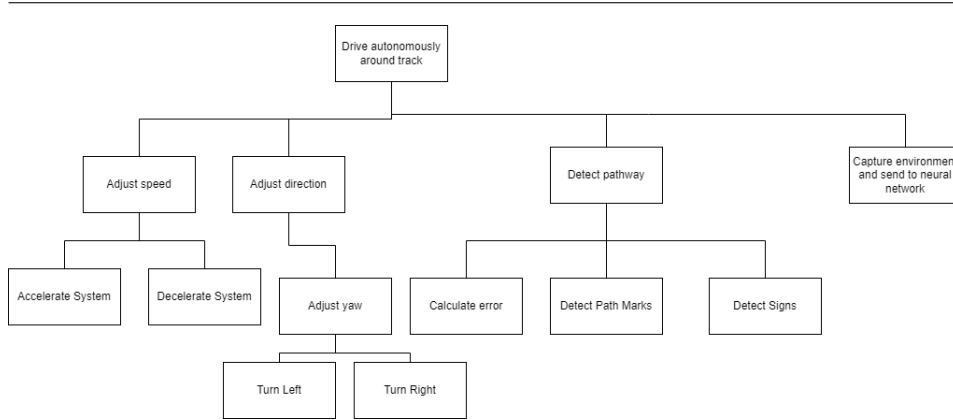 Drive autonomously
around track
Adjust speed
Adjust direction
Detect pathway
Capture environment
and send to neural
network
Accelerate System
Decelerate System
Adjust yaw
Calculate error
Detect Path Marks
Detect Signs
Turn Left
Turn Right